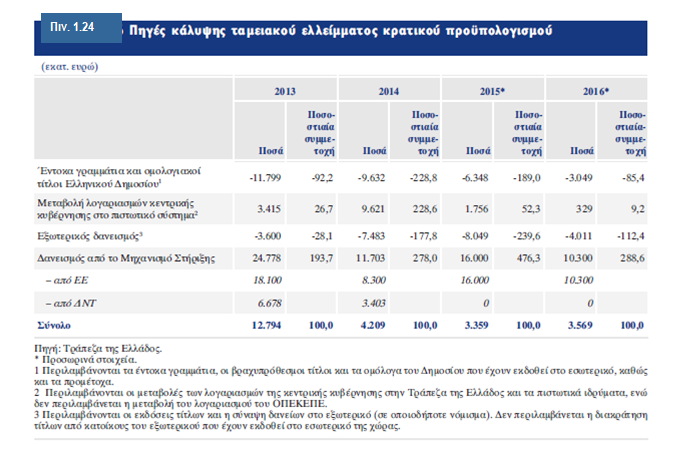 Πιν. 1.24
Πηγές κάλυψης ταμειακού ελλείμματος κρατικού προϋπολογισμού
(εκατ. ευρώ)
2013 2014 2015* 2016*
Ποσά Ποσο-στιαία συμμε-τοχή Ποσά Ποσο-στιαία συμμε-τοχή Ποσά Ποσο-στιαία συμμε-τοχή Ποσά Ποσο-στιαία συμμε-τοχή
Έντοκα γραμμάτια και ομολογιακοί
τίτλοι Ελληνικού Δημοσίου¹ -11.799 -92,2 -9.632 -228,8 -6.348 -189,0 -3.049 -85,4
Μεταβολή λογαριασμών κεντρικής
κυβέρνησης στο πιστωτικό σύστημα² 3.415 26,7 9.621 228,6 1.756 52,3 329 9,2
Εξωτερικός δανεισμός³ -3.600 -28,1 -7.483 -177,8 -8.049 -239,6 -4.011 -112,4
Δανεισμός από το Μηχανισμό Στήριξης 24.778 193,7 11.703 278,0 16.000 476,3 10.300 288,6
– από ΕΕ 18.100 8.300 16.000 10.300
– από ΔΝΤ 6.678 3.403 0 0
Σύνολο 12.794 100,0 4.209 100,0 3.359 100,0 3.569 100,0
Πηγή: Τράπεζα της Ελλάδος.
* Προσωρινά στοιχεία.
1 Περιλαμβάνονται τα έντοκα γραμμάτια, οι βραχυπρόθεσμοι τίτλοι και τα ομόλογα του Δημοσίου που έχουν εκδοθεί στο εσωτερικό, καθώς
και τα προμέτοχα.
2 Περιλαμβάνονται οι μεταβολές των λογαριασμών της κεντρικής κυβέρνησης στην Τράπεζα της Ελλάδος και τα πιστωτικά ιδρύματα, ενώ
δεν περιλαμβάνεται η μεταβολή του λογαριασμού του ΟΠΕΚΕΠΕ.
3 Περιλαμβάνονται οι εκδόσεις τίτλων και η σύναψη δανείων στο εξωτερικό (σε οποιοδήποτε νόμισμα). Δεν περιλαμβάνεται η διακράτηση
τίτλων από κατοίκους του εξωτερικού που έχουν εκδοθεί στο εσωτερικό της χώρας.